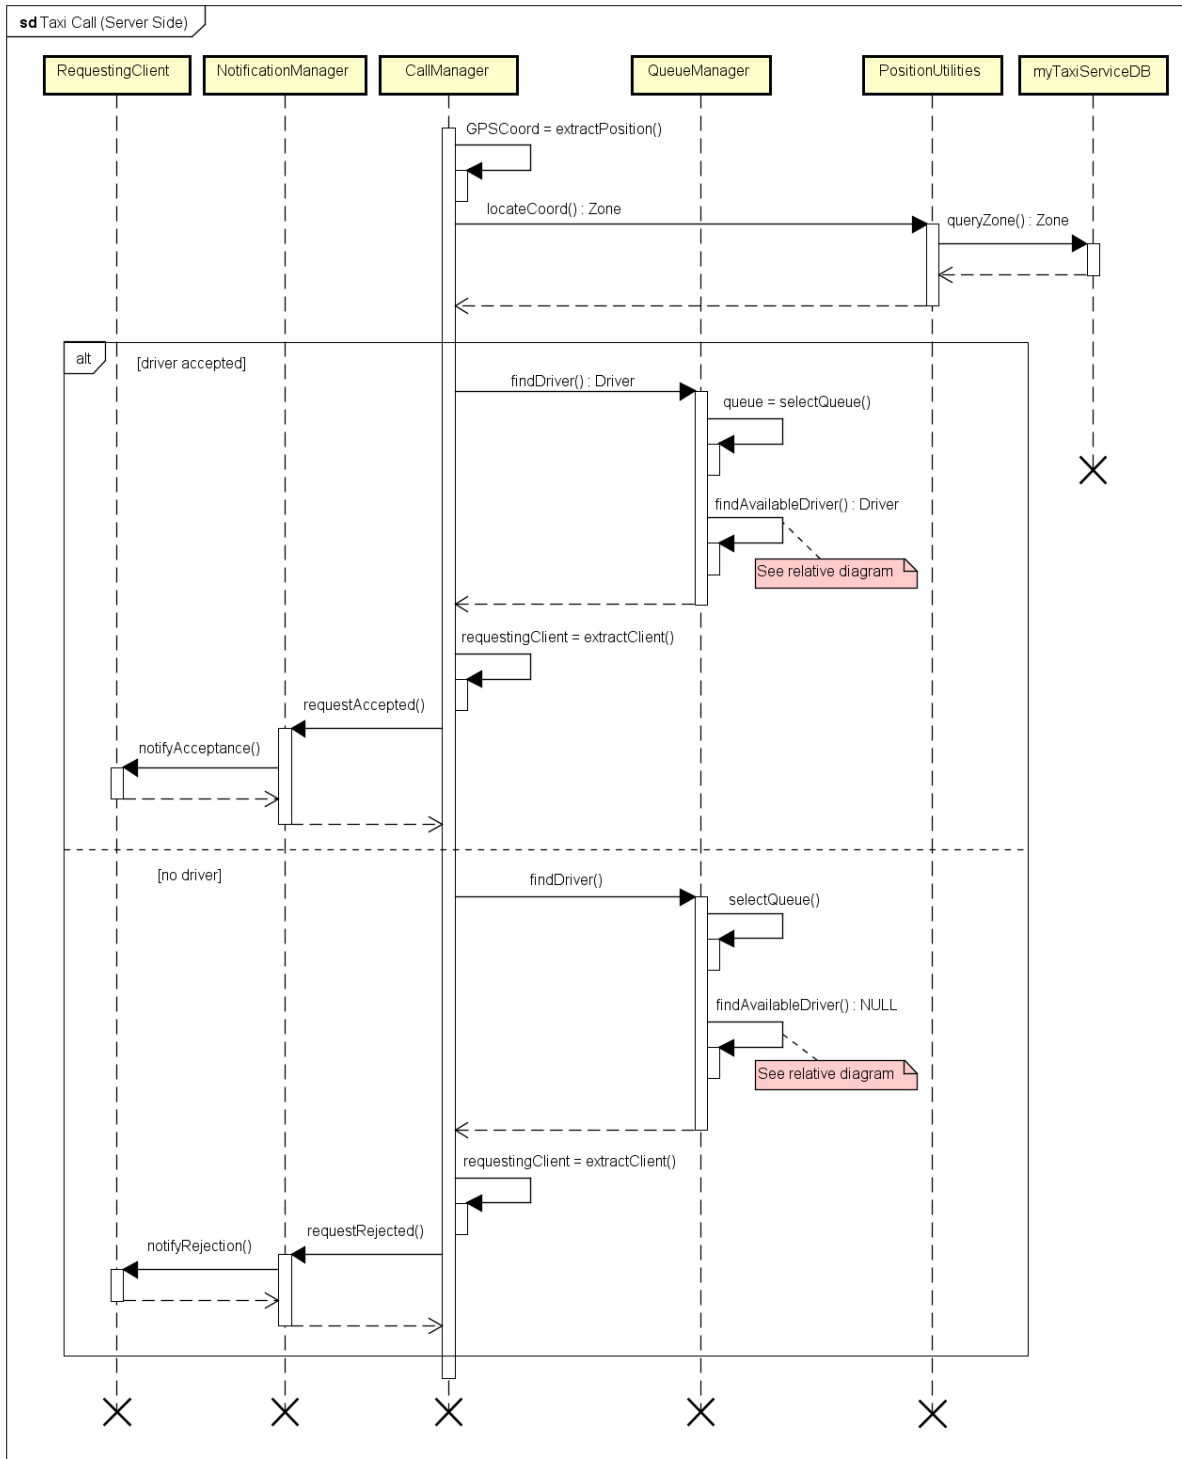 sd Taxi Call (Server Side)
RequestingClient
NotificationManager
CallManager
QueueManager
PositionUtilities
myTaxiServiceDB
GPSCoord = extractPosition()
locateCoord() : Zone
queryZone() : Zone
alt
[driver accepted]
findDriver() : Driver
queue = selectQueue()
findAvailableDriver() : Driver
See relative diagram
requestingClient = extractClient()
requestAccepted()
notifyAcceptance()
[no driver]
findDriver()
selectQueue()
findAvailableDriver() : NULL
See relative diagram
requestingClient = extractClient()
requestRejected()
notifyRejection()